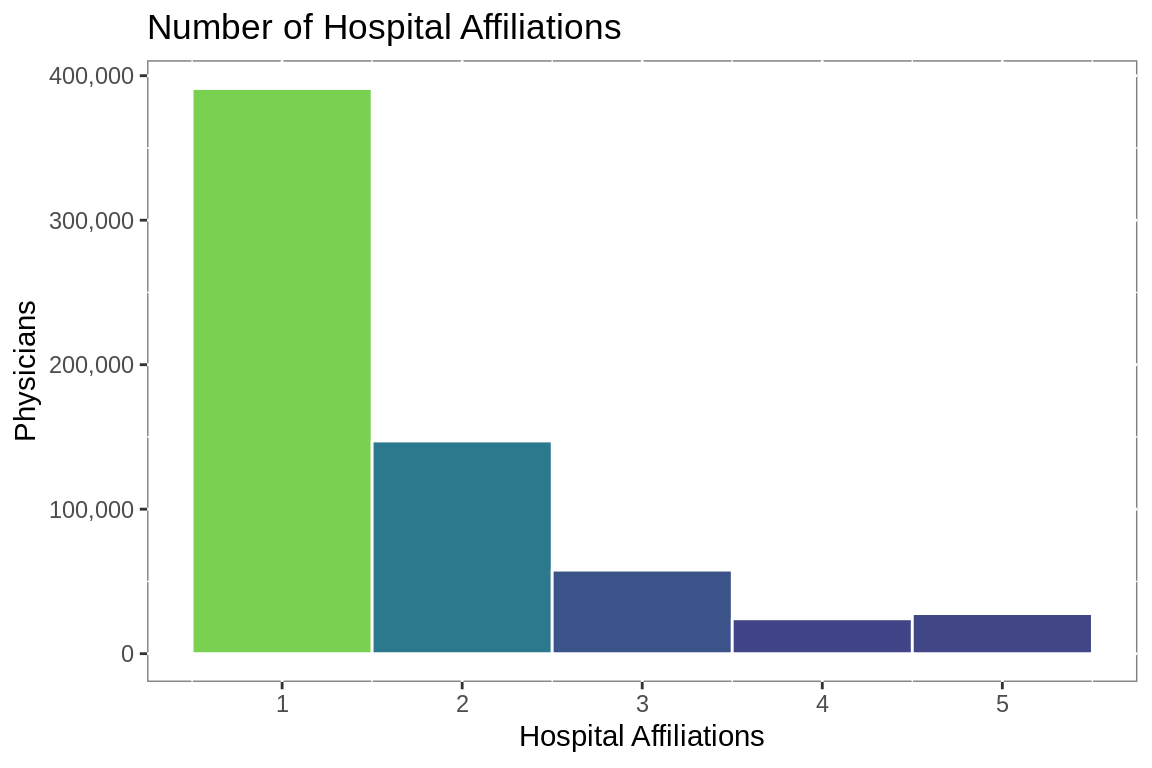 Number of Hospital Affiliations
400,000
300,000
200,000
100,000
0
Physicians
1 2 3 4 5
Hospital Affiliations